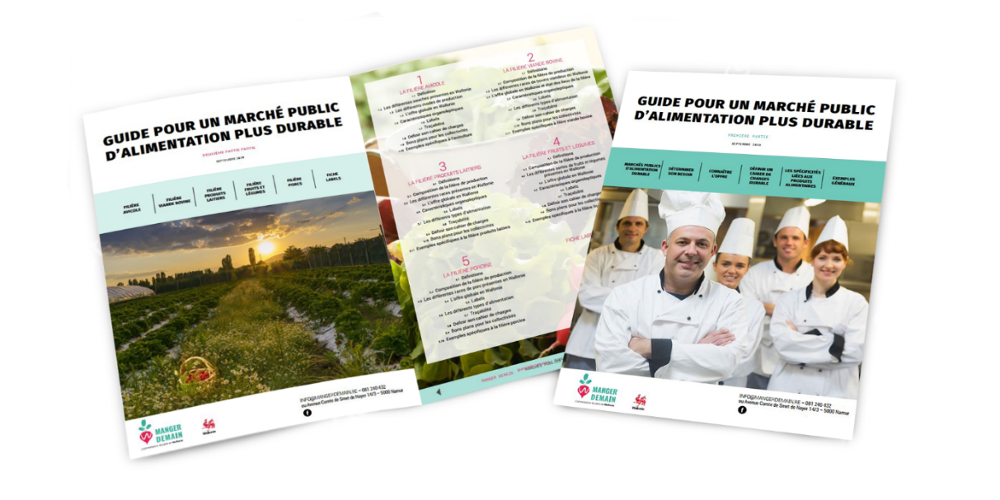 GUIDE POUR UN MARCHÉ PUBLIC
D'ALIMENTATION PLUS DURABLE
DEUXIÈME PARTIE PARTIE
SEPTEMBRE 2020
FILIÈRE
AVICOLE
FILIÈRE
VIANDE BOVINE
FILIÈRE
PRODUITS
LAITIERS
FILIÈRE
FRUITS ET
LÉGUMES
FILIÈRE
PORCS
FICHE
LABELS
INFO@MANGERDEMAIN.BE – 081 240 432
ou Avenue Comte de Smet de Nayer 14/3 – 5000 Namur
MANGER
DEMAIN
Wallonie
1
LA FILIÈRE AVICOLE
1.1 Définition
1.2 Les différentes souches présentes en Wallonie
1.3 Les différents modes de production
1.4 L'offre globale en Wallonie
1.5 Caractéristiques organoleptiques
1.6 Labels
1.7 Traçabilité
1.8 Définir son cahier de charges
1.9 Bons plans pour les collectivités
1.10 Exemples spécifiques à l'aviculture
2
LA FILIÈRE VIANDE BOVINE
2.1 Définitions
2.2 Composition de la filière de production
2.3 Les différentes races de bovins viandeux en Wallonie
2.4 L'offre globale en Wallonie et état des lieux de la filière
2.5 Caractéristiques organoleptiques
2.6 Labels
2.7 Les différents types d'alimentation
2.8 Traçabilité
2.9 Définir son cahier de charges
2.10 Bons plans pour les collectivités
2.11 Exemples spécifiques à filière viande bovine
3
LA FILIÈRE PRODUITS LAITIERS
3.1 Définitions
3.2 Composition de la filière de production
3.3 Les différentes races présentes en Wallonie
3.4 L'offre globale en Wallonie
3.5 Caractéristiques organoleptiques
3.6 Labels
3.7 Les différents types d'alimentation
3.8 Traçabilité
3.9 Définir son cahier de charges
3.10 Bons plans pour les collectivités
3.11 Exemples spécifiques à la filière produits laitiers
4
LA FILIÈRE FRUITS ET LÉGUMES
4.1 Définitions
4.2 Composition de la filière de production
4.3 Les différentes variétés de fruits et légumes
présentes en Wallonie
4.4 L'offre globale en Wallonie
4.5 Caractéristiques organoleptiques
4.6 Labels
4.7 Traçabilité
4.8 Définir son cahier de charges
4.9 Bons plans pour les collectivités
4.10 Exemples spécifiques à la filière
FICHE
5
LA FILIÈRE PORCINE
5.1 Définitions
5.2 Composition de la filière de production
5.3 Les différentes races de porc présentes en Wallonie
5.4 L'offre globale en Wallonie
5.5 Labels
5.6 Les différents types d'alimentation
5.7 Traçabilité
5.8 Définir son cahier de charges
5.9 Bons plans pour les collectivités
5.10 Exemples spécifiques à la filière porcine
MANGER DEMAIN
GUIDE POUR UN MARCHÉ PUBLIC
D'ALIMENTATION PLUS DURABLE
PREMIÈRE PARTIE
SEPTEMBRE 2020
MARCHÉS PUBLICS
D'ALIMENTATION
DURABLE
DÉTERMINER
SON BESOIN
CONNAÎTRE
L'OFFRE
DÉFINIR UN
CAHIER DE
CHARGES
DURABLE
LES SPÉCIFICITÉS
LIÉES AUX
PRODUITS
ALIMENTAIRES
EXEMPLES
GÉNÉRAUX
MANGER
DEMAIN
Wallonie
INFO@MANGERDEMAIN.BE – 081 240 432
ou Avenue Comte de Smet de Nayer 14/3 – 5000 Namur